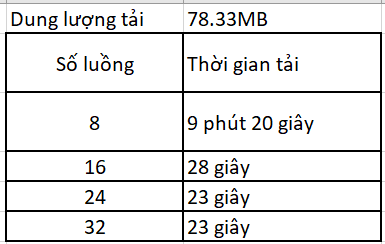 Dung lượng tải 78.33MB
Số luồng Thời gian tải
8 9 phút 20 giây
16 28 giây
24 23 giây
32 23 giây